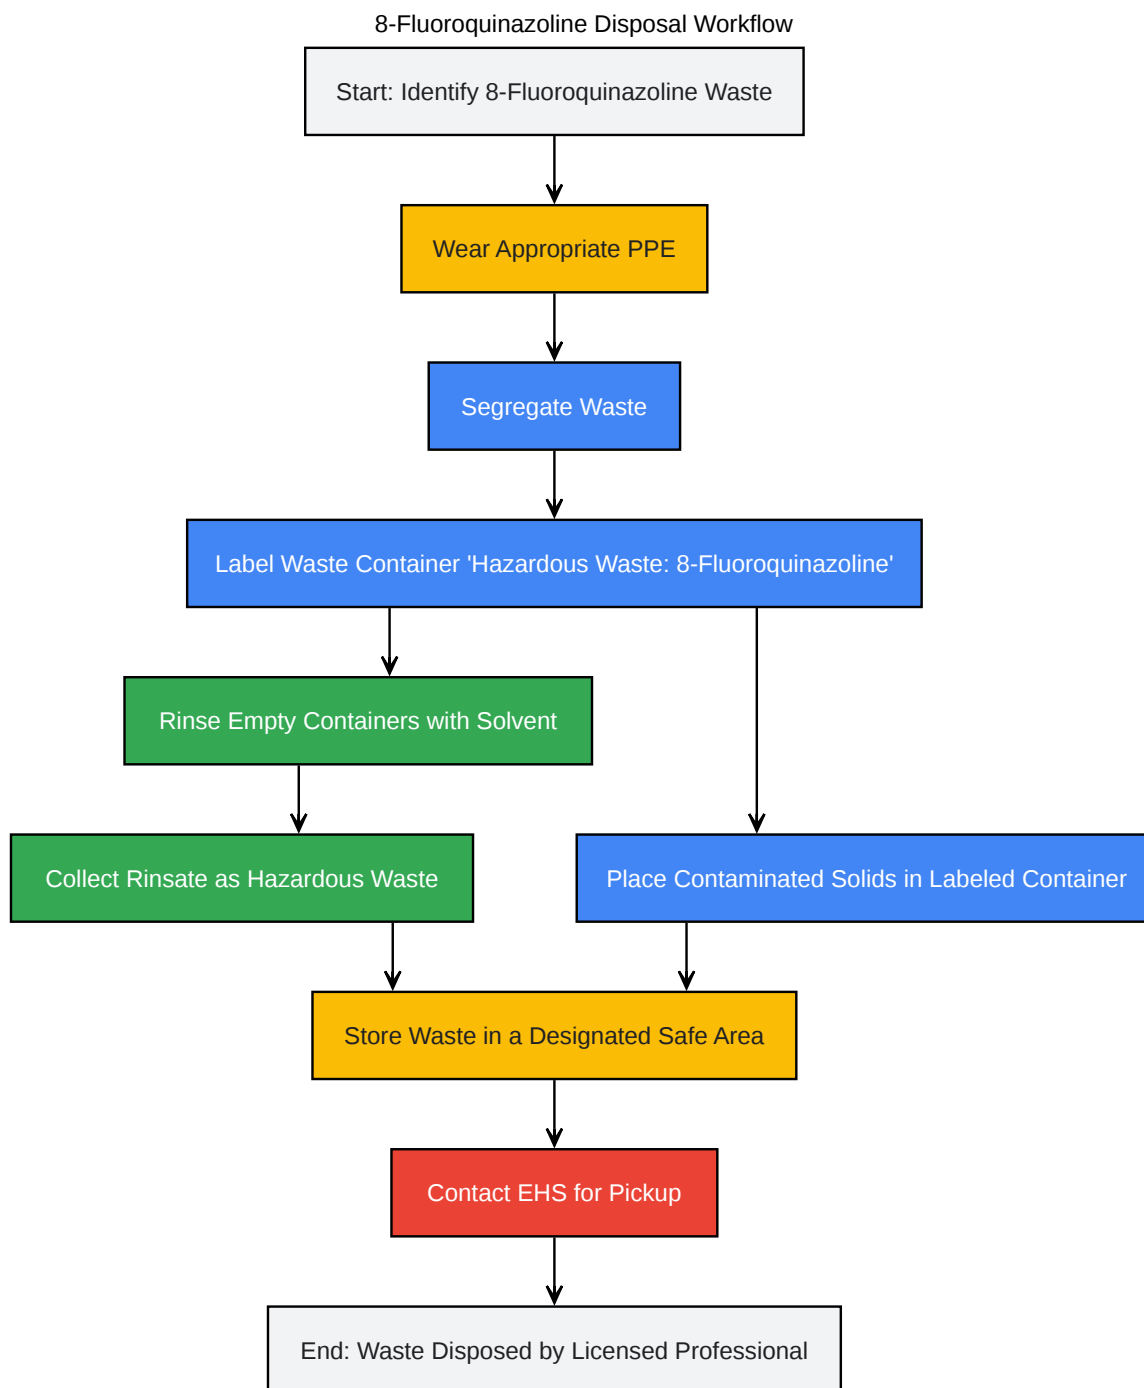 8-Fluoroquinazoline Disposal Workflow
Start: Identify 8-Fluoroquinazoline Waste
Wear Appropriate PPE
Segregate Waste
Label Waste Container 'Hazardous Waste: 8-Fluoroquinazoline'
Rinse Empty Containers with Solvent
Collect Rinsate as Hazardous Waste
Place Contaminated Solids in Labeled Container
Store Waste in a Designated Safe Area
Contact EHS for Pickup
End: Waste Disposed by Licensed Professional